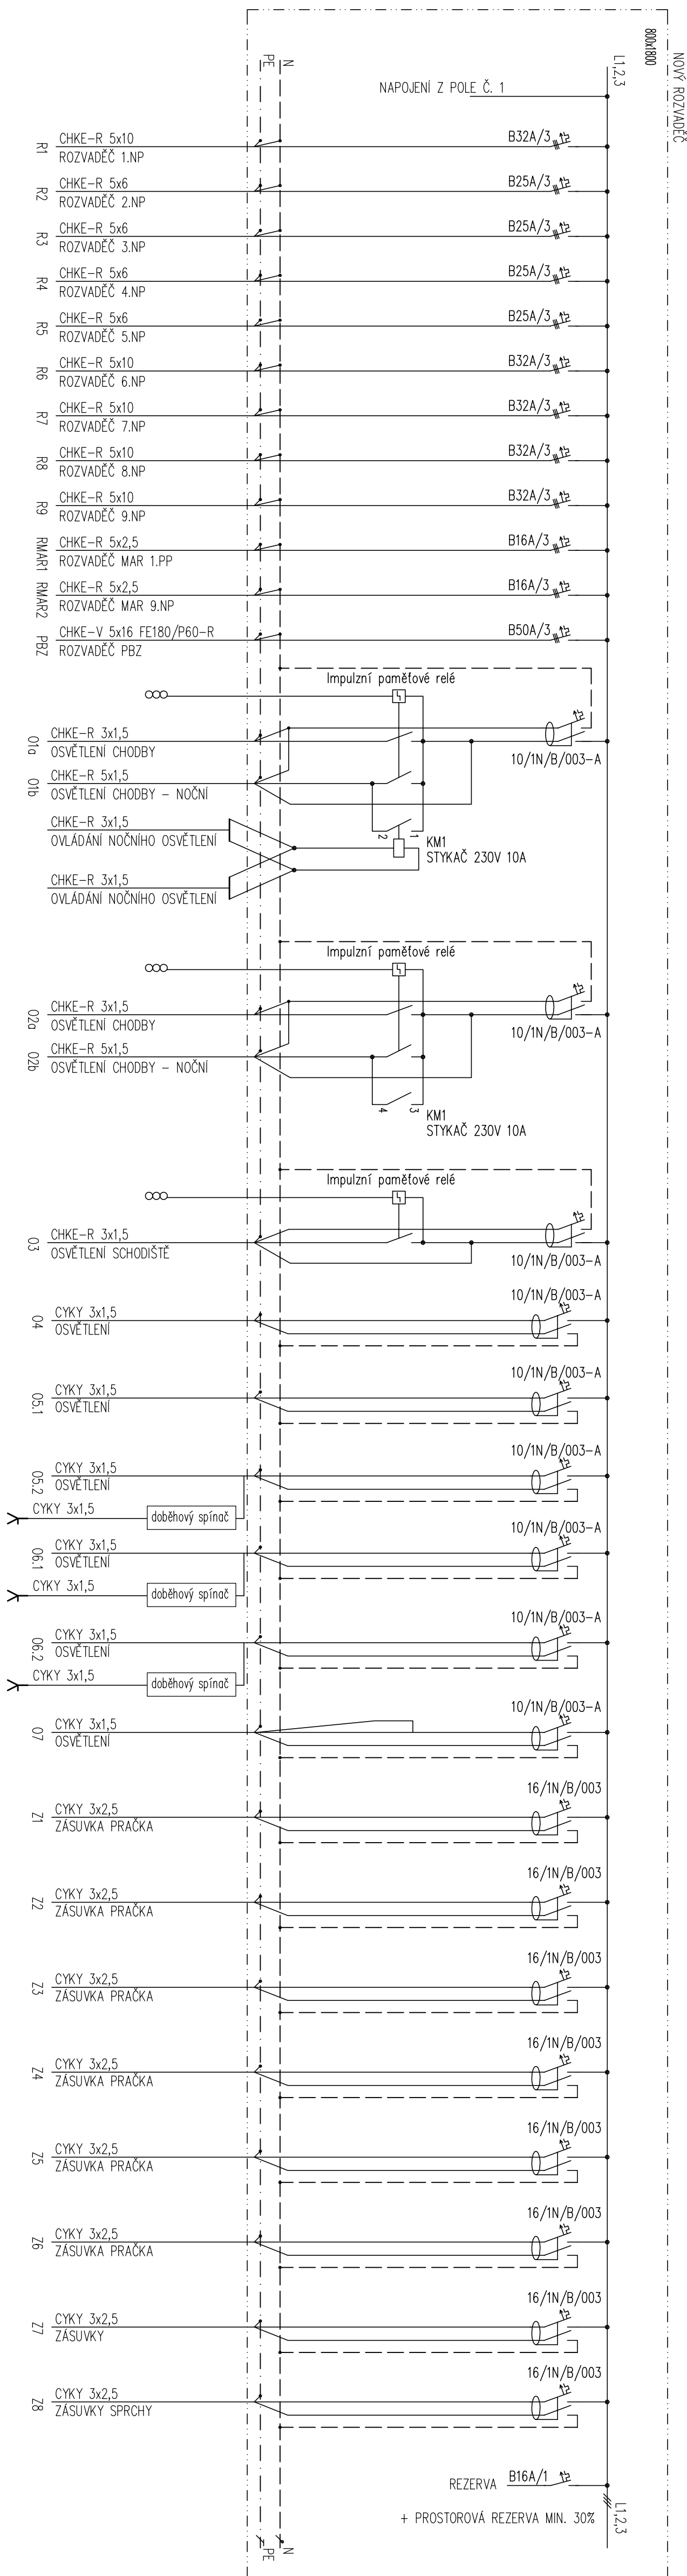 NOVÝ ROZVADĚČ
800x1800
L1,2,3
PE
N
NAPOJENÍ Z POLE Č. 1
R1
CHKE-R 5x10
ROZVADĚČ 1.NP
B32A/3
R2
CHKE-R 5x6
ROZVADĚČ 2.NP
B25A/3
R3
CHKE-R 5x6
ROZVADĚČ 3.NP
B25A/3
R4
CHKE-R 5x6
ROZVADĚČ 4.NP
B25A/3
R5
CHKE-R 5x6
ROZVADĚČ 5.NP
B25A/3
R6
CHKE-R 5x10
ROZVADĚČ 6.NP
B32A/3
R7
CHKE-R 5x10
ROZVADĚČ 7.NP
B32A/3
R8
CHKE-R 5x10
ROZVADĚČ 8.NP
B32A/3
R9
CHKE-R 5x10
ROZVADĚČ 9.NP
B32A/3
RMAR1
CHKE-R 5x2,5
ROZVADĚČ MAR 1.PP
B16A/3
RMAR2
CHKE-R 5x2,5
ROZVADĚČ MAR 9.NP
B16A/3
PBZ
CHKE-V 5x16 FE180/P60-R
ROZVADĚČ PBZ
B50A/3
Impulzní paměťové relé
O1a
CHKE-R 3x1,5
OSVĚTLENÍ CHODBY
10/1N/B/003-A
O1b
CHKE-R 5x1,5
OSVĚTLENÍ CHODBY - NOČNÍ
1
2
KM1
STYKAČ 230V 10A
CHKE-R 3x1,5
OVLÁDÁNÍ NOČNÍHO OSVĚTLENÍ
CHKE-R 3x1,5
OVLÁDÁNÍ NOČNÍHO OSVĚTLENÍ
Impulzní paměťové relé
O2a
CHKE-R 3x1,5
OSVĚTLENÍ CHODBY
10/1N/B/003-A
O2b
CHKE-R 5x1,5
OSVĚTLENÍ CHODBY - NOČNÍ
3
4
KM1
STYKAČ 230V 10A
Impulzní paměťové relé
O3
CHKE-R 3x1,5
OSVĚTLENÍ SCHODIŠTĚ
10/1N/B/003-A
10/1N/B/003-A
O4
CYKY 3x1,5
OSVĚTLENÍ
10/1N/B/003-A
O5.1
CYKY 3x1,5
OSVĚTLENÍ
10/1N/B/003-A
O5.2
CYKY 3x1,5
OSVĚTLENÍ
CYKY 3x1,5
doběhový spínač
10/1N/B/003-A
O6.1
CYKY 3x1,5
OSVĚTLENÍ
CYKY 3x1,5
doběhový spínač
10/1N/B/003-A
O6.2
CYKY 3x1,5
OSVĚTLENÍ
CYKY 3x1,5
doběhový spínač
10/1N/B/003-A
O7
CYKY 3x1,5
OSVĚTLENÍ
16/1N/B/003
Z1
CYKY 3x2,5
ZÁSUVKA PRAČKA
16/1N/B/003
Z2
CYKY 3x2,5
ZÁSUVKA PRAČKA
16/1N/B/003
Z3
CYKY 3x2,5
ZÁSUVKA PRAČKA
16/1N/B/003
Z4
CYKY 3x2,5
ZÁSUVKA PRAČKA
16/1N/B/003
Z5
CYKY 3x2,5
ZÁSUVKA PRAČKA
16/1N/B/003
Z6
CYKY 3x2,5
ZÁSUVKA PRAČKA
16/1N/B/003
Z7
CYKY 3x2,5
ZÁSUVKY
16/1N/B/003
Z8
CYKY 3x2,5
ZÁSUVKY SPRCHY
REZERVA
B16A/1
+ PROSTOROVÁ REZERVA MIN. 30%
L1,2,3
PE
N